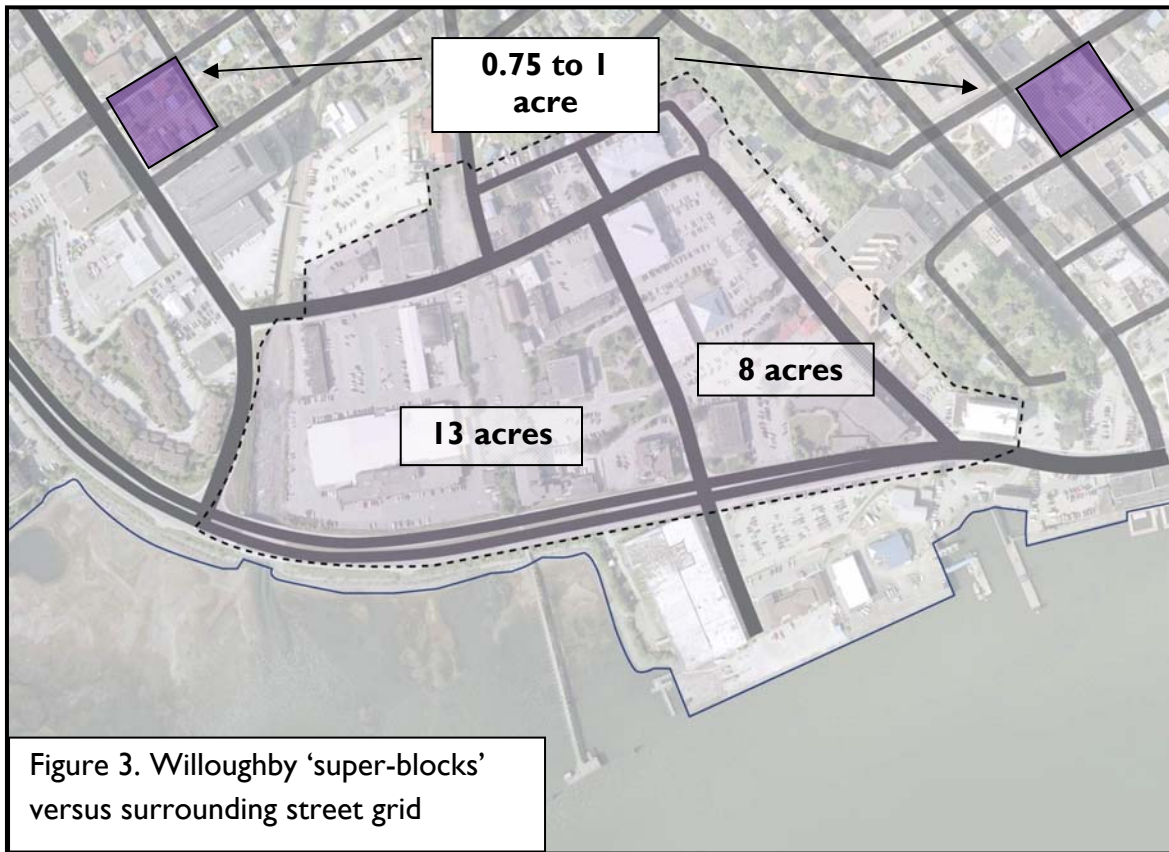 0.75 to 1
acre
8 acres
13 acres
Figure 3. Willoughby ‘super-blocks’
versus surrounding street grid